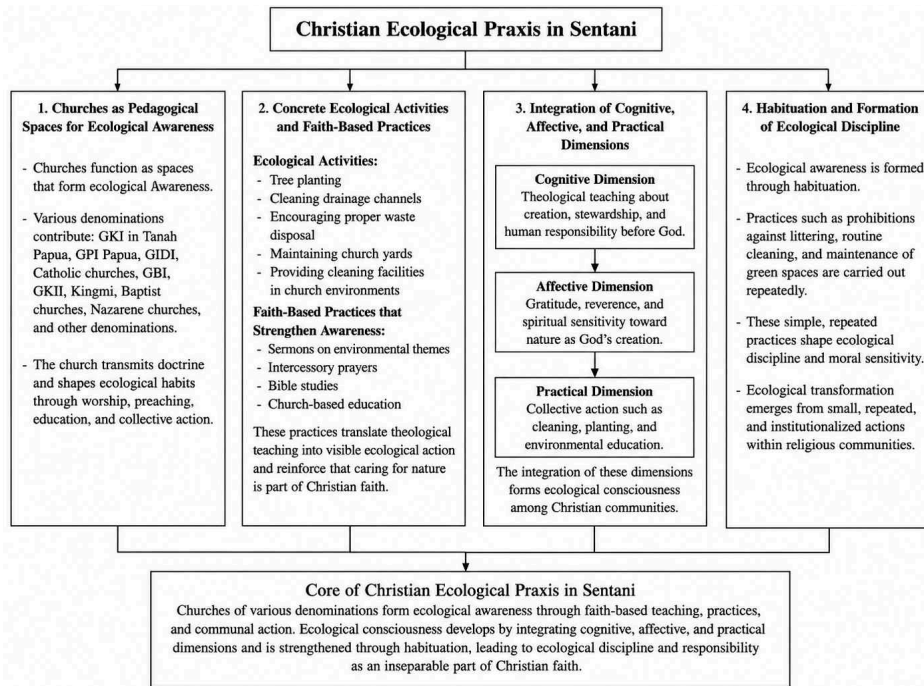 Christian Ecological Praxis in Sentani
1. Churches as Pedagogical
Spaces for Ecological Awareness
- Churches function as spaces
that form ecological Awareness.
- Various denominations
contribute: GKI in Tanah
Papua, GPI Papua, GIDI,
Catholic churches, GBI,
GKII, Kingmi, Baptist
churches, Nazarene churches,
and other denominations.
- The church transmits doctrine
and shapes ecological habits
through worship, preaching,
education, and collective action.
2. Concrete Ecological Activities
and Faith-Based Practices
Ecological Activities:
- Tree planting
- Cleaning drainage channels
- Encouraging proper waste
disposal
- Maintaining church yards
- Providing cleaning facilities
in church environments
Faith-Based Practices that
Strengthen Awareness:
- Sermons on environmental themes
- Intercessory prayers
- Bible studies
- Church-based education
These practices translate theological
teaching into visible ecological action
and reinforce that caring for nature
is part of Christian faith.
3. Integration of Cognitive,
Affective, and Practical
Dimensions
Cognitive Dimension
Theological teaching about
creation, stewardship, and
human responsibility before God.
Affective Dimension
Gratitude, reverence, and
spiritual sensitivity toward
nature as God's creation.
Practical Dimension
Collective action such as
cleaning, planting, and
environmental education.
The integration of these dimensions
forms ecological consciousness
among Christian communities.
4. Habituation and Formation
of Ecological Discipline
- Ecological awareness is formed
through habituation.
- Practices such as prohibitions
against littering, routine
cleaning, and maintenance of
green spaces are carried out
repeatedly.
- These simple, repeated
practices shape ecological
discipline and moral sensitivity.
- Ecological transformation
emerges from small, repeated,
and institutionalized actions
within religious communities.
Core of Christian Ecological Praxis in Sentani
Churches of various denominations form ecological awareness through faith-based teaching, practices,
and communal action. Ecological consciousness develops by integrating cognitive, affective, and practical
dimensions and is strengthened through habituation, leading to ecological discipline and responsibility
as an inseparable part of Christian faith.